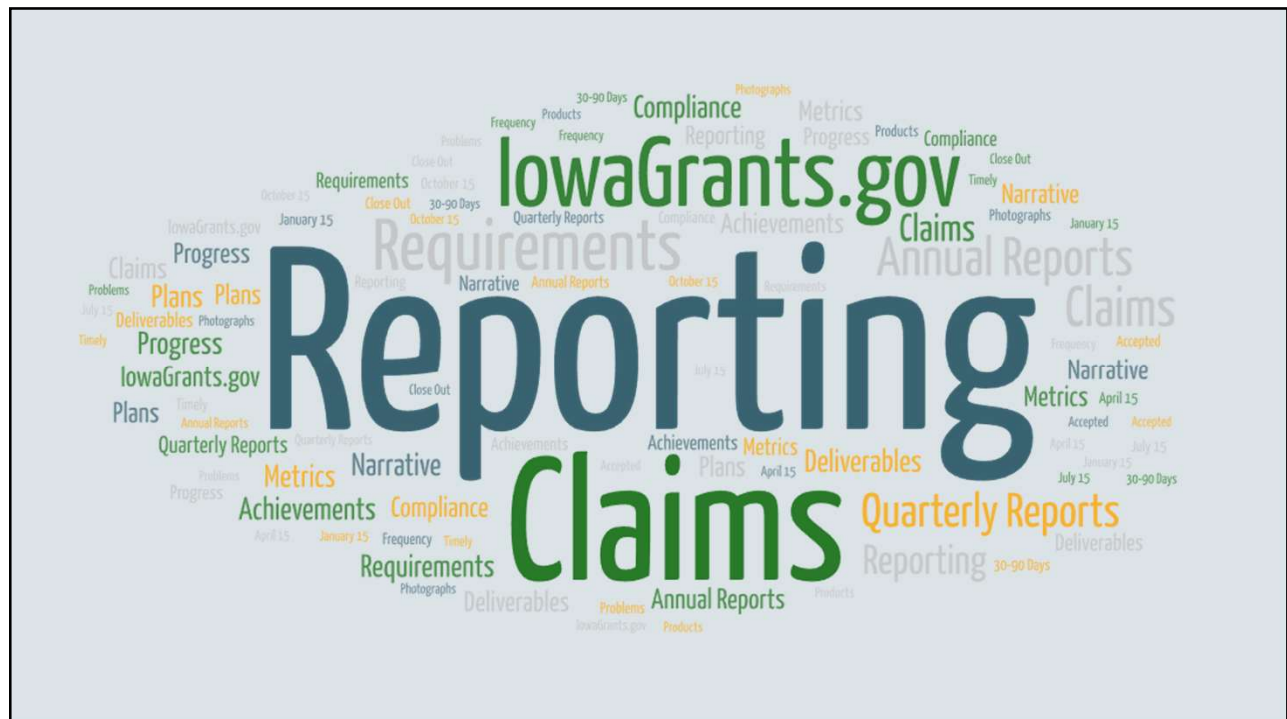 Photographs
30-90 Days Compliance Metrics
Products
Frequency Frequency Reporting Progress Products Compliance
Problems
Close Out IowaGrants.gov Close Out
Requirements October 15 Timely
October 15 Close Out 30-90 Days Narrative
January 15 October 15 Quarterly Reports Compliance Achievements Claims Photographs January 15
IowaGrants.gov
Progress Requirements Annual Reports
Claims Reporting Narrative Annual Reports October 15 Requirements
Problems Plans Plans Claims
July 15 Deliverables Photographs
Timely Progress Reporting Frequency Accepted
IowaGrants.gov Close Out July 15 Narrative
Plans Timely Metrics April 15
Annual Reports Accepted Accepted
Quarterly Reports Quarterly Reports Achievements Achievements Metrics April 15 July 15
Problems Metrics Narrative Accepted Plans April 15 Deliverables January 15
Progress July 15 30-90 Days
Achievements Compliance Claims Quarterly Reports
April 15 January 15 Frequency Timely Deliverables
Requirements Reporting 30-90 Days
Photographs
Deliverables Problems Annual Reports Products
IowaGrants.gov Products